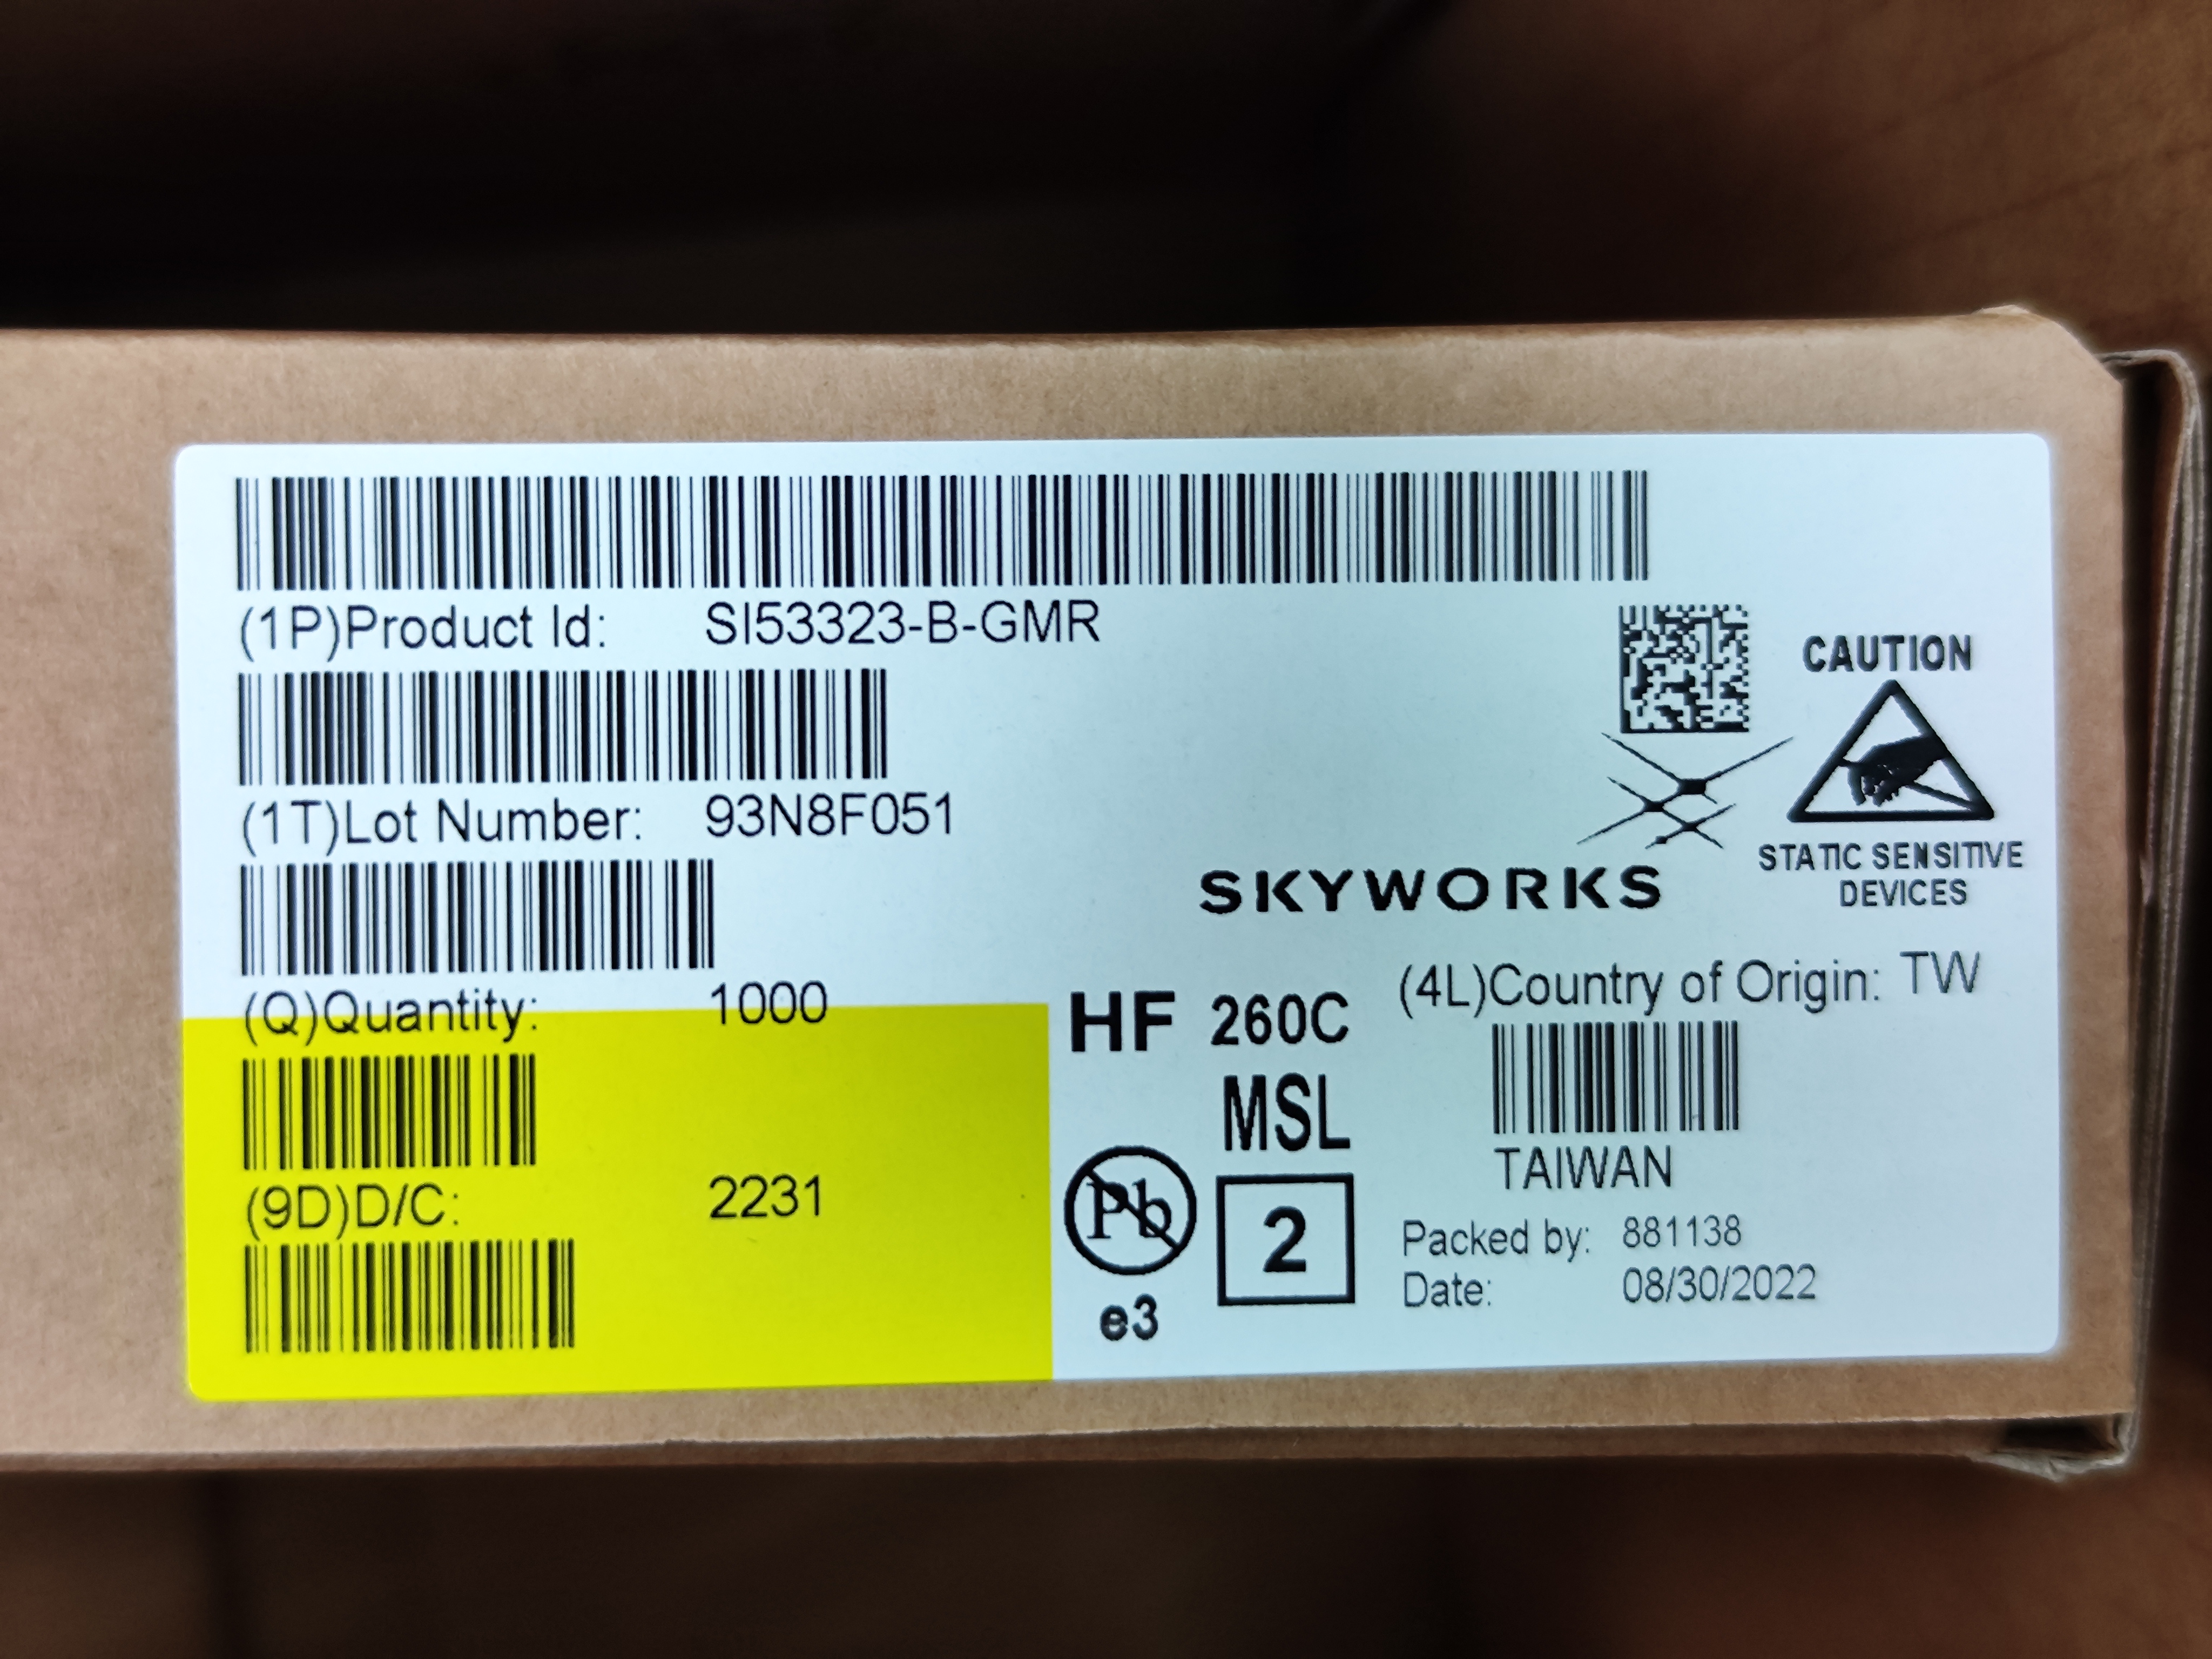 (1P)Product Id: SI53323-B-GMR
(1T)Lot Number: 93N8F051
(Q)Quantity: 1000
(9D)D/C: 2231
CAUTION
STATIC SENSITIVE
DEVICES
SKYWORKS
HF 260C
MSL
2
Pb
e3
(4L)Country of Origin: TW
TAIWAN
Packed by: 881138
Date: 08/30/2022